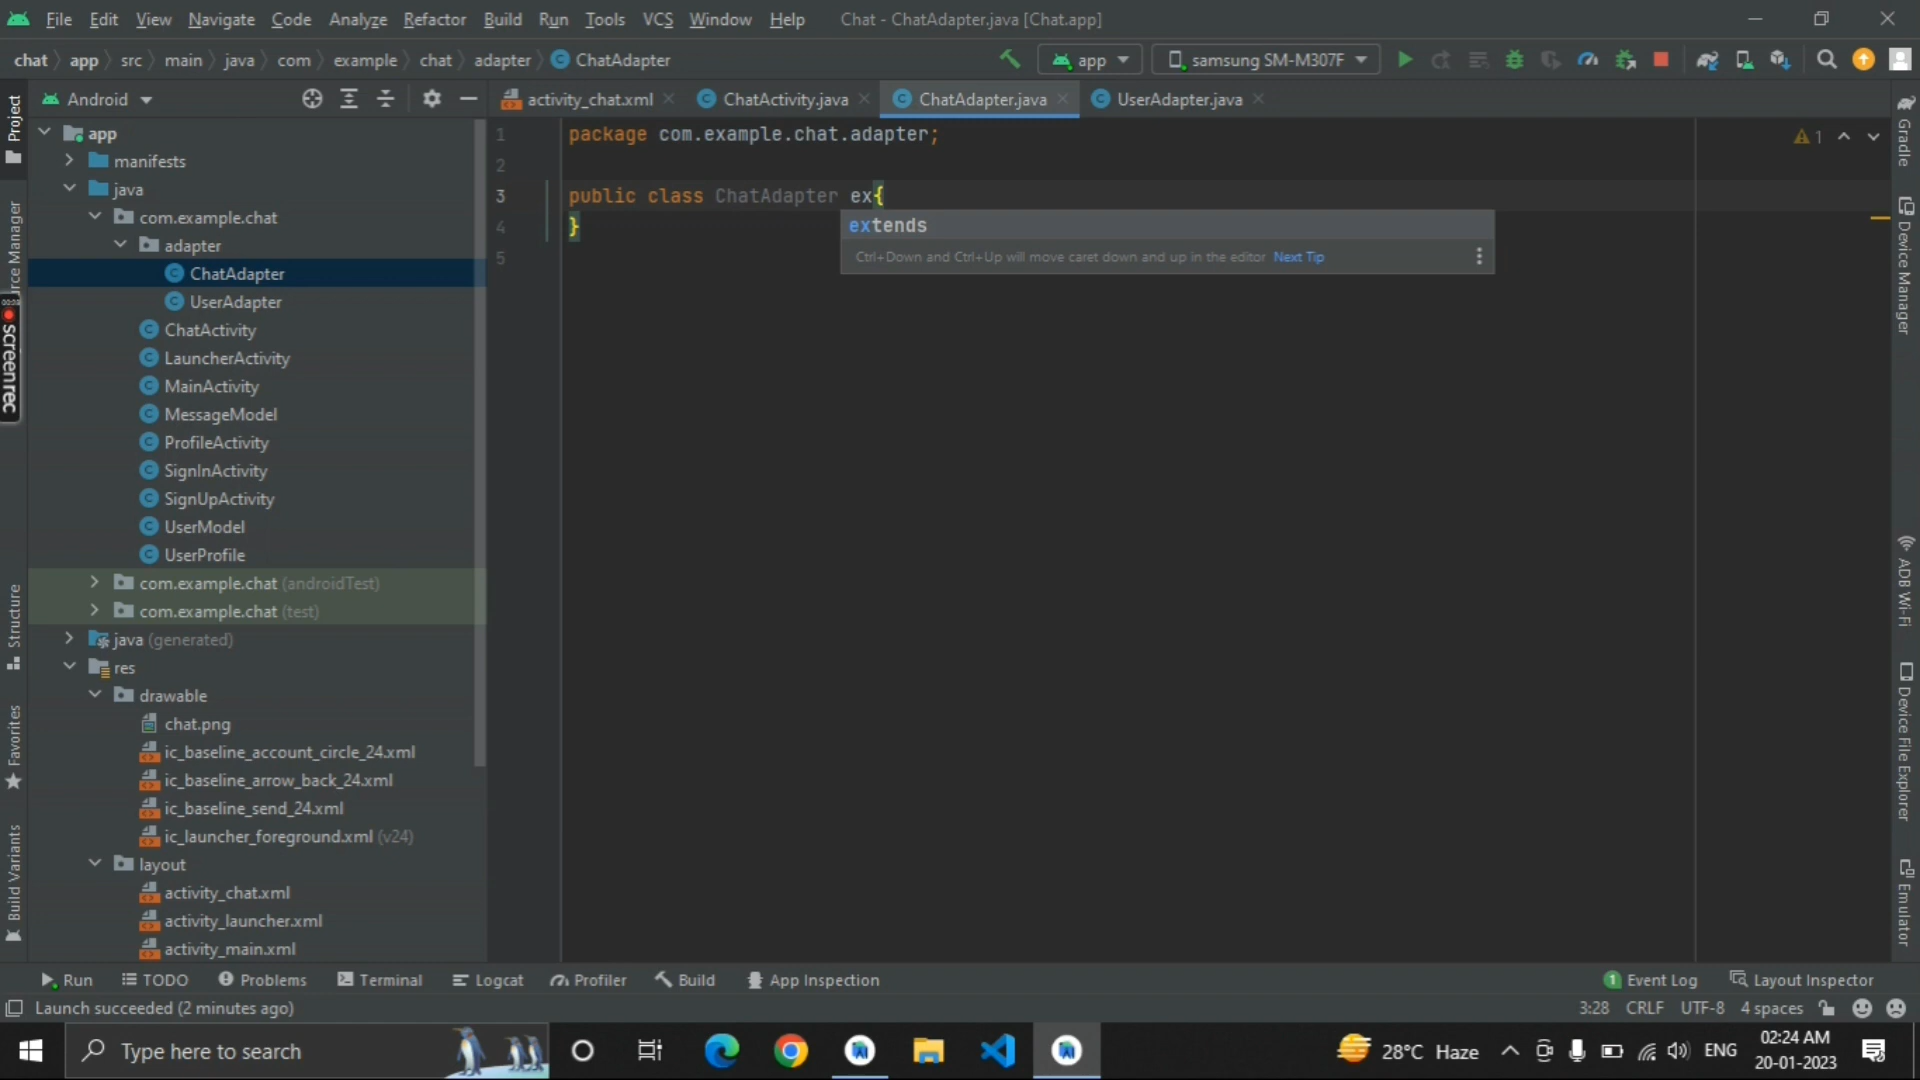 File Edit View Navigate Code Analyze Refactor Build Run Tools VCS Window Help Chat - ChatAdapter.java [Chat.app]
chat app src main java com example chat adapter ChatAdapter app samsung SM-M307F
Android activity_chat.xml ChatActivity.java ChatAdapter.java UserAdapter.java
Project
Gradle
Device Manager
ADB Wi-Fi
Device File Explorer
Emulator
Structure
Favorites
Build Variants
00:03
screenrec
app
manifests
java
com.example.chat
adapter
ChatAdapter
UserAdapter
ChatActivity
LauncherActivity
MainActivity
MessageModel
ProfileActivity
SignInActivity
SignUpActivity
UserModel
UserProfile
com.example.chat (androidTest)
com.example.chat (test)
java (generated)
res
drawable
chat.png
ic_baseline_account_circle_24.xml
ic_baseline_arrow_back_24.xml
ic_baseline_send_24.xml
ic_launcher_foreground.xml (v24)
layout
activity_chat.xml
activity_launcher.xml
activity_main.xml
1 package com.example.chat.adapter; 1
2
3 public class ChatAdapter ex{
4 }
5
extends
Ctrl+Down and Ctrl+Up will move caret down and up in the editor Next Tip
Run TODO Problems Terminal Logcat Profiler Build App Inspection 1 Event Log Layout Inspector
Launch succeeded (2 minutes ago) 3:28 CRLF UTF-8 4 spaces
Type here to search 28°C Haze ENG 02:24 AM
20-01-2023